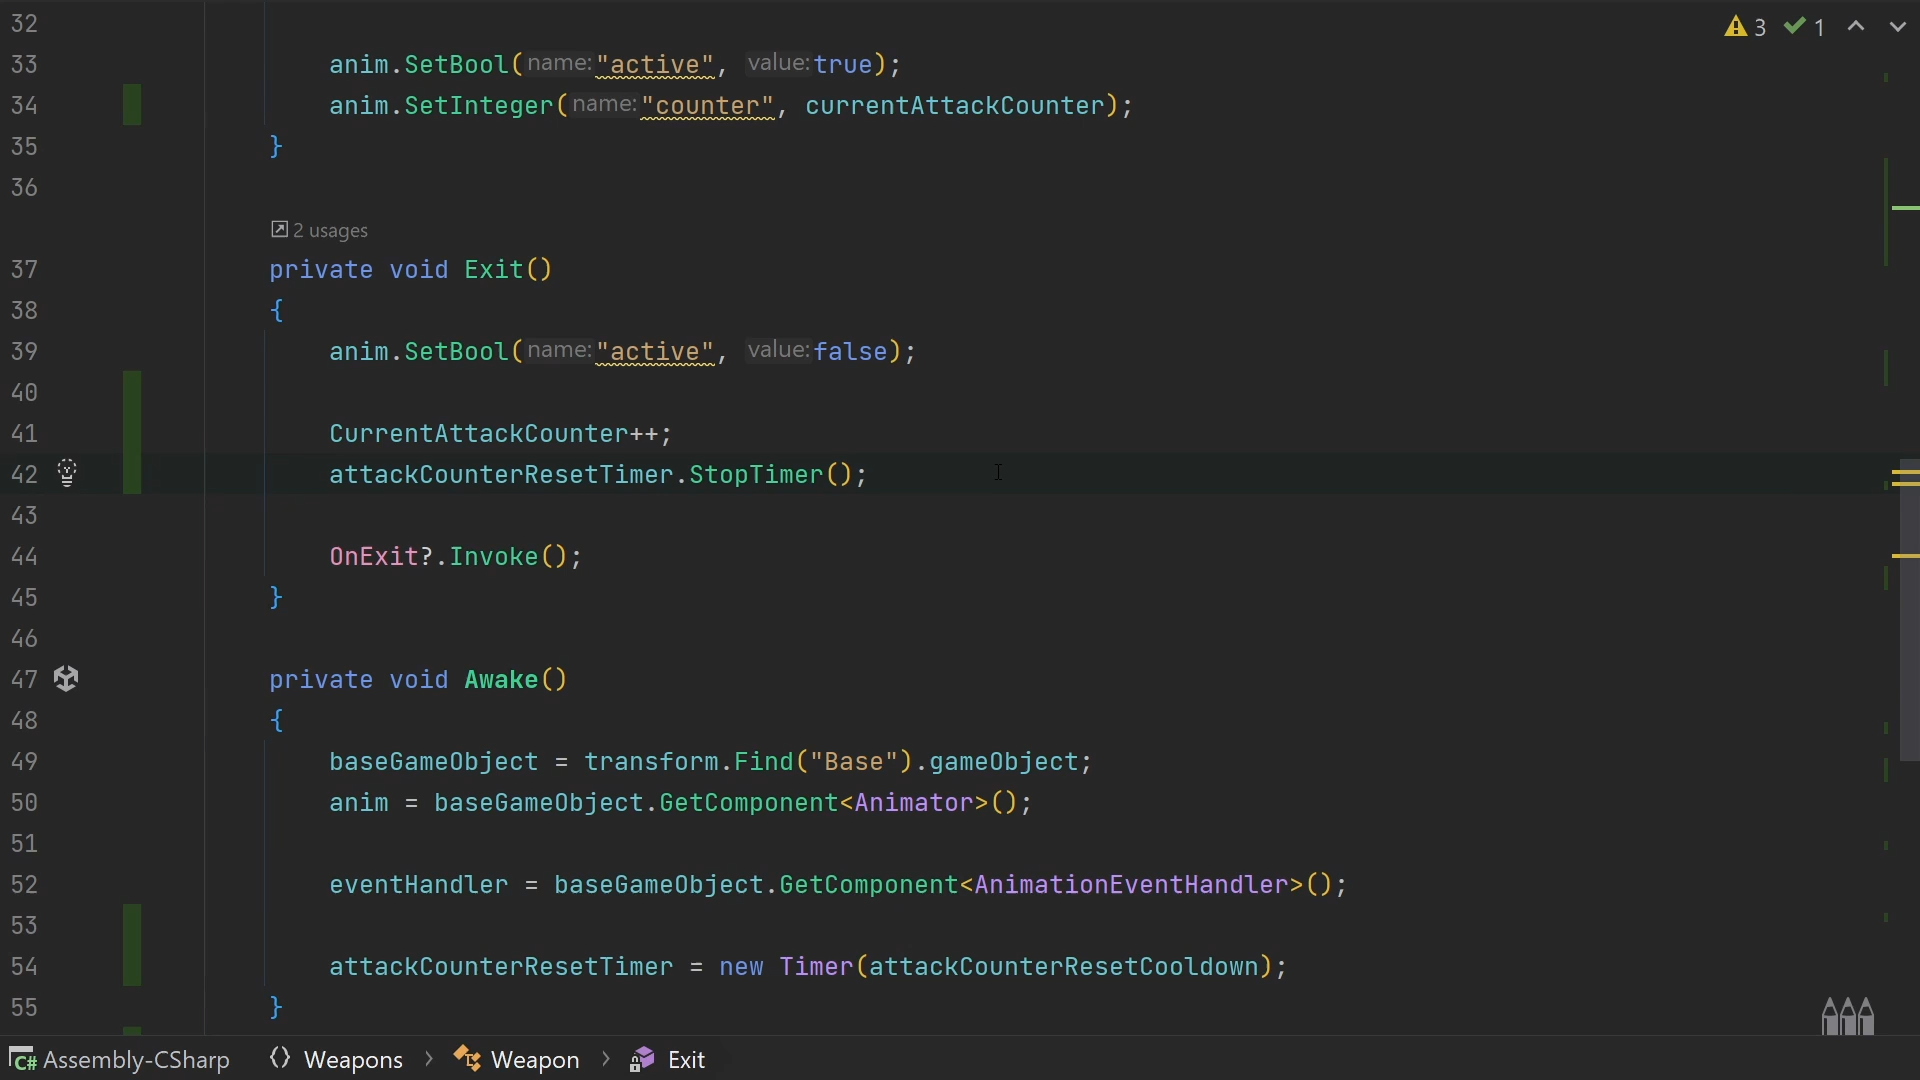 32
3 1
33 anim.SetBool(name:"active", value:true);
34 anim.SetInteger(name:"counter", currentAttackCounter);
35 }
36
2 usages
37 private void Exit()
38 {
39 anim.SetBool(name:"active", value:false);
40
41 CurrentAttackCounter++;
42 attackCounterResetTimer.StopTimer();
43
44 OnExit?.Invoke();
45 }
46
47 private void Awake()
48 {
49 baseGameObject = transform.Find("Base").gameObject;
50 anim = baseGameObject.GetComponent<Animator>();
51
52 eventHandler = baseGameObject.GetComponent<AnimationEventHandler>();
53
54 attackCounterResetTimer = new Timer(attackCounterResetCooldown);
55 }
C# Assembly-CSharp {} Weapons > Weapon > Exit